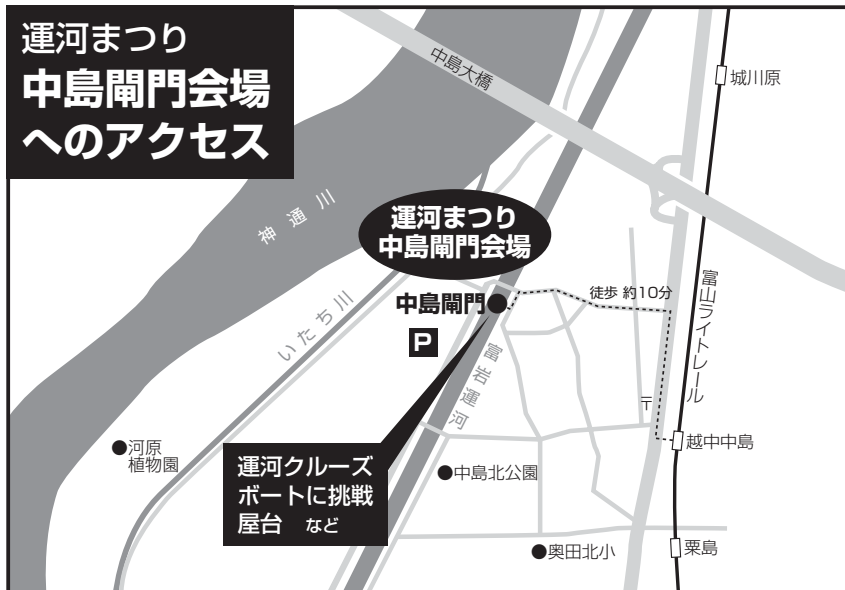 運河まつり
中島閘門会場
へのアクセス
中島大橋
城川原
神通川
運河まつり
中島閘門会場
徒歩 約10分
中島閘門
P
いたち川
富岩運河
富山ライトレール
〒
越中中島
河原
植物園
運河クルーズ
ボートに挑戦
屋台 など
中島北公園
奥田北小
粟島